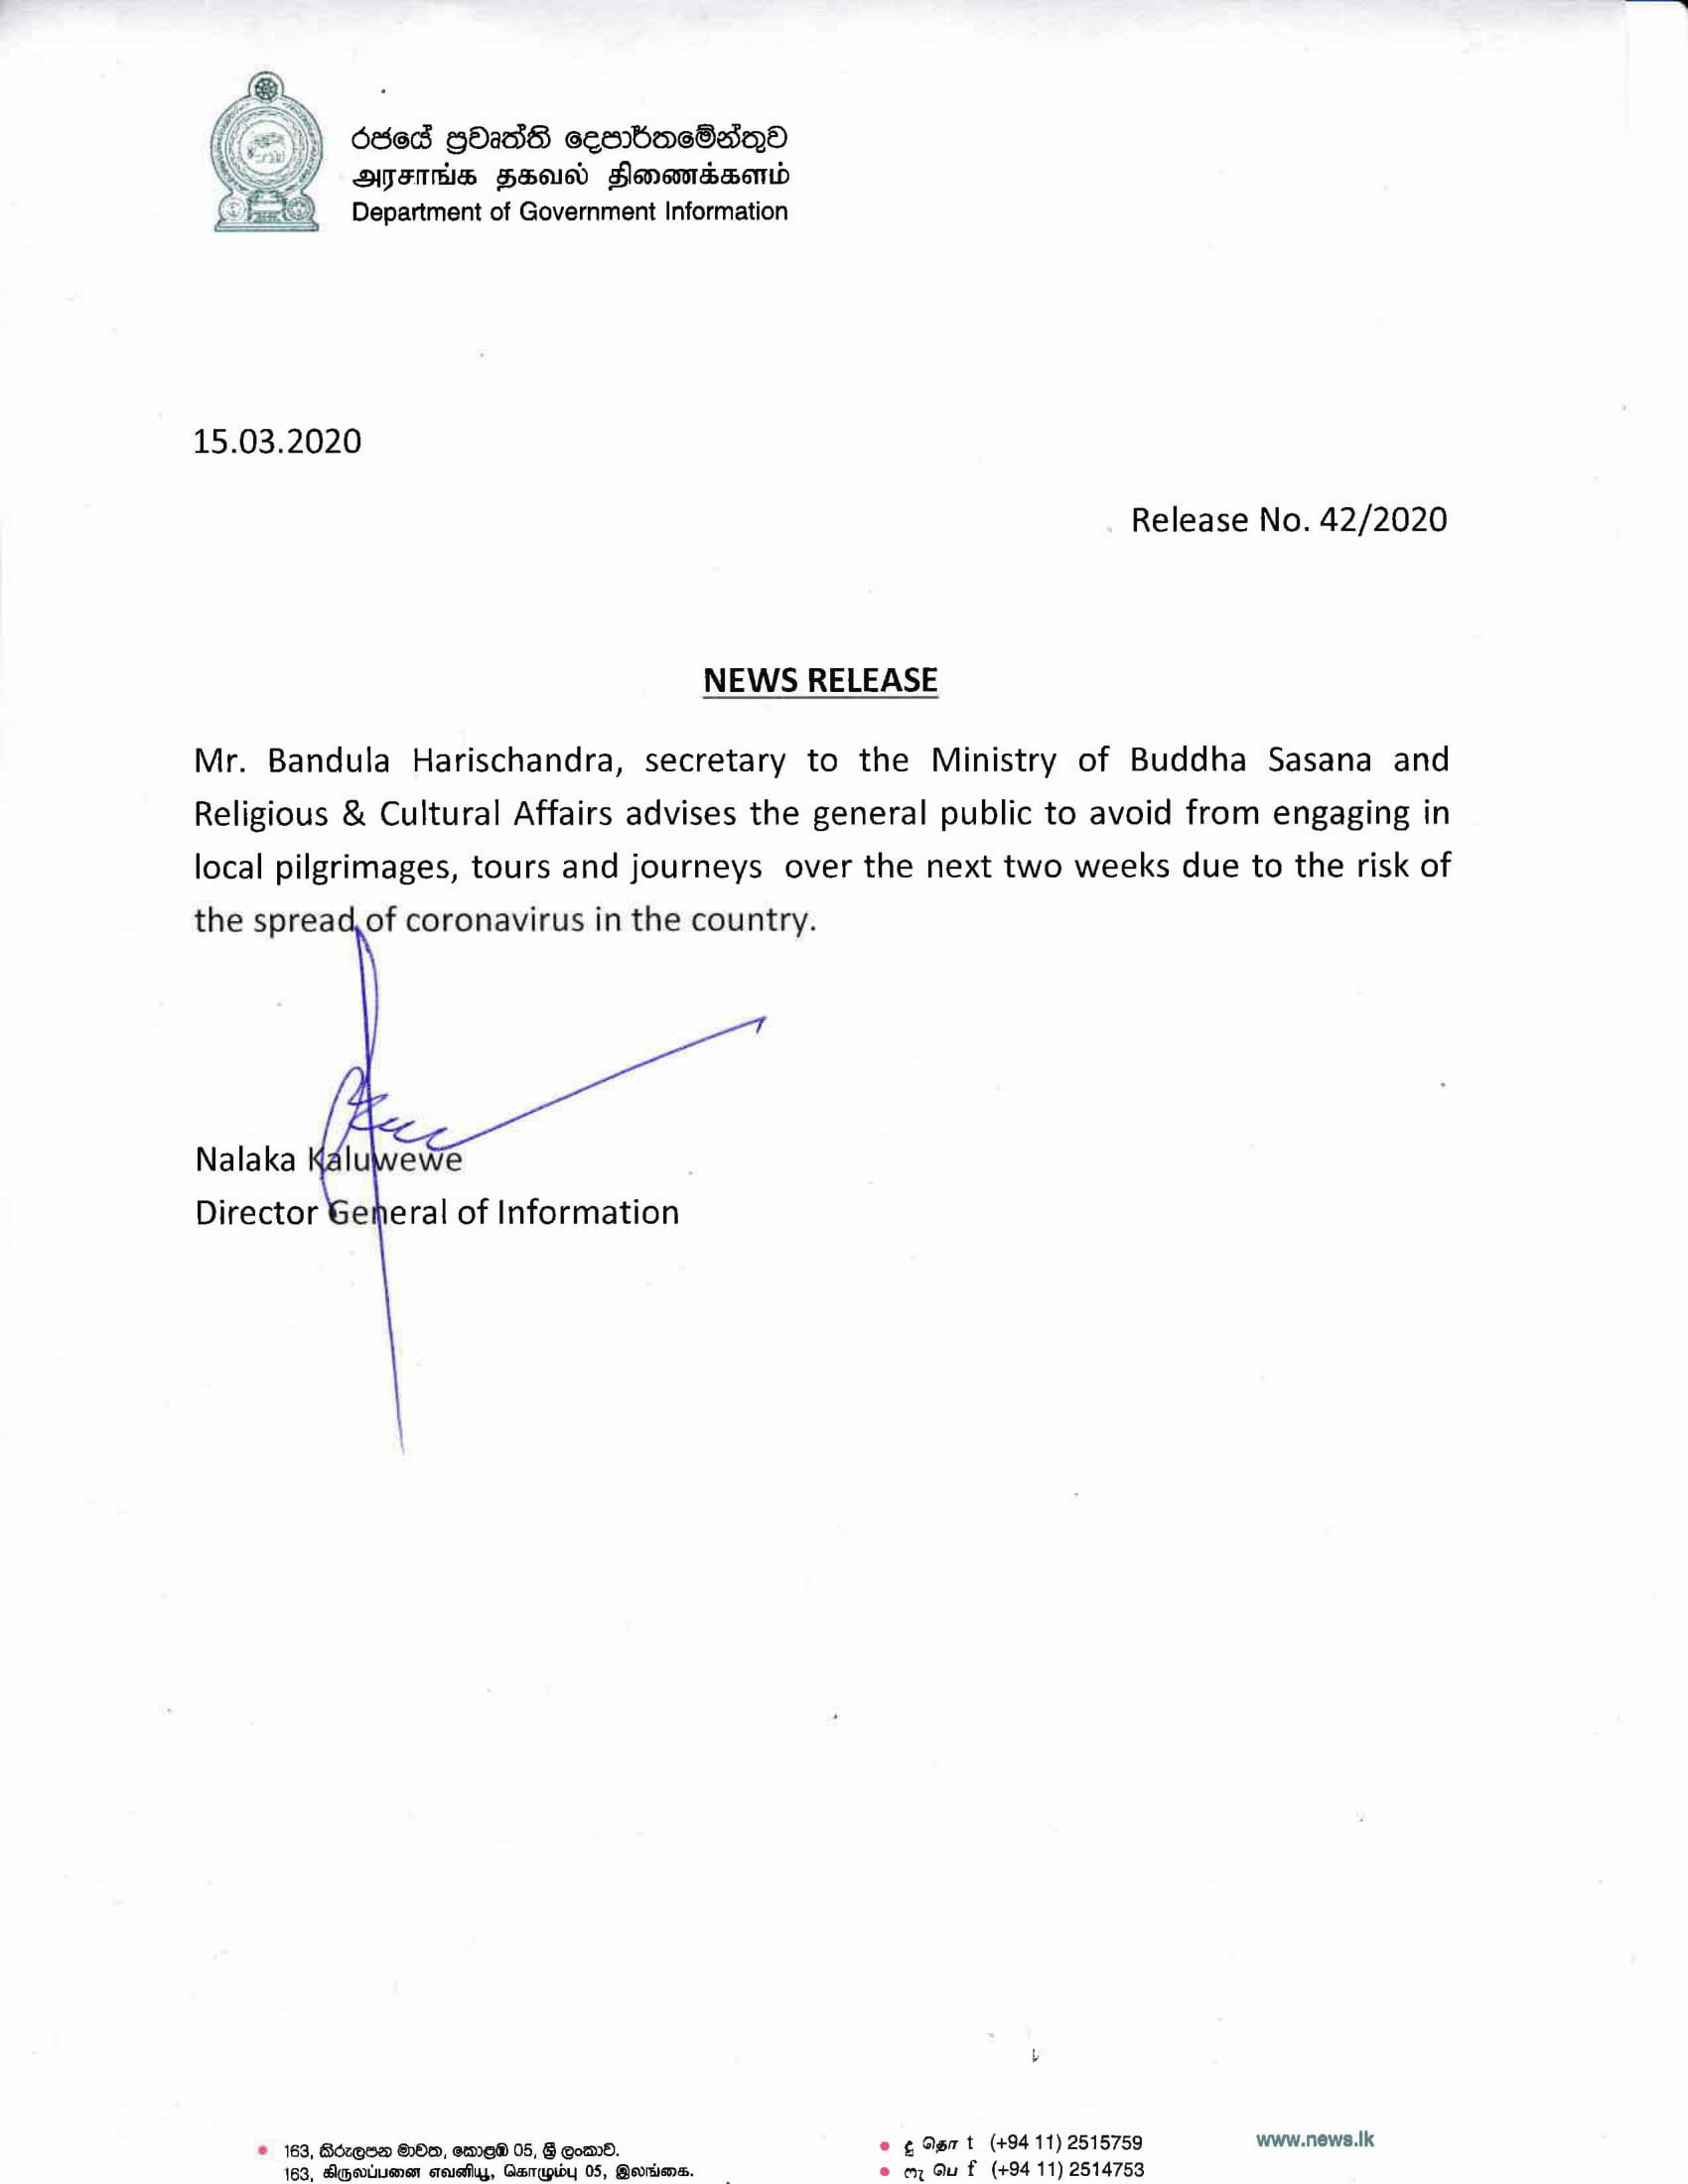 රජයේ ප්‍රවෘත්ති දෙපාර්තමේන්තුව
அரசாங்க தகவல் திணைக்களம்
Department of Government Information
15.03.2020
Release No. 42/2020
NEWS RELEASE
Mr. Bandula Harischandra, secretary to the Ministry of Buddha Sasana and
Religious & Cultural Affairs advises the general public to avoid from engaging in
local pilgrimages, tours and journeys over the next two weeks due to the risk of
the spread of coronavirus in the country.
Nalaka Kaluwewe
Director General of Information
163, කිරුලපන මාවත, කොළඹ 05, ශ්‍රී ලංකාව.
163, கிருலப்பனை எவனியூ, கொழும்பு 05, இலங்கை.
දු தொ t (+94 11) 2515759
ෆැ பெ f (+94 11) 2514753
www.news.lk